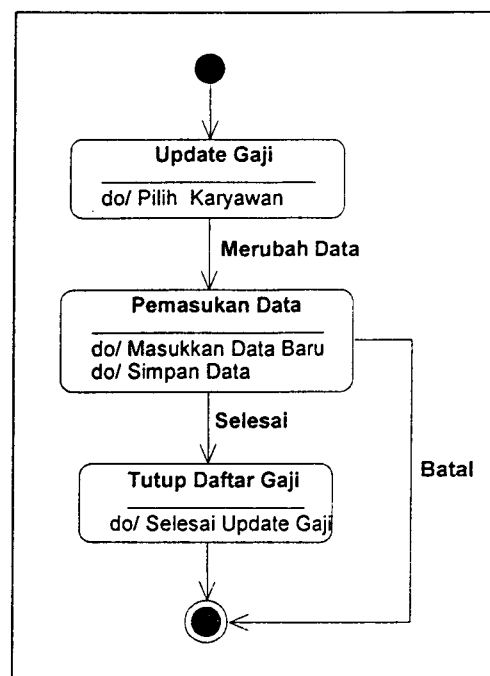 Update Gaji
do/ Pilih Karyawan
Merubah Data
Pemasukan Data
do/ Masukkan Data Baru
do/ Simpan Data
Selesai
Batal
Tutup Daftar Gaji
do/ Selesai Update Gaji